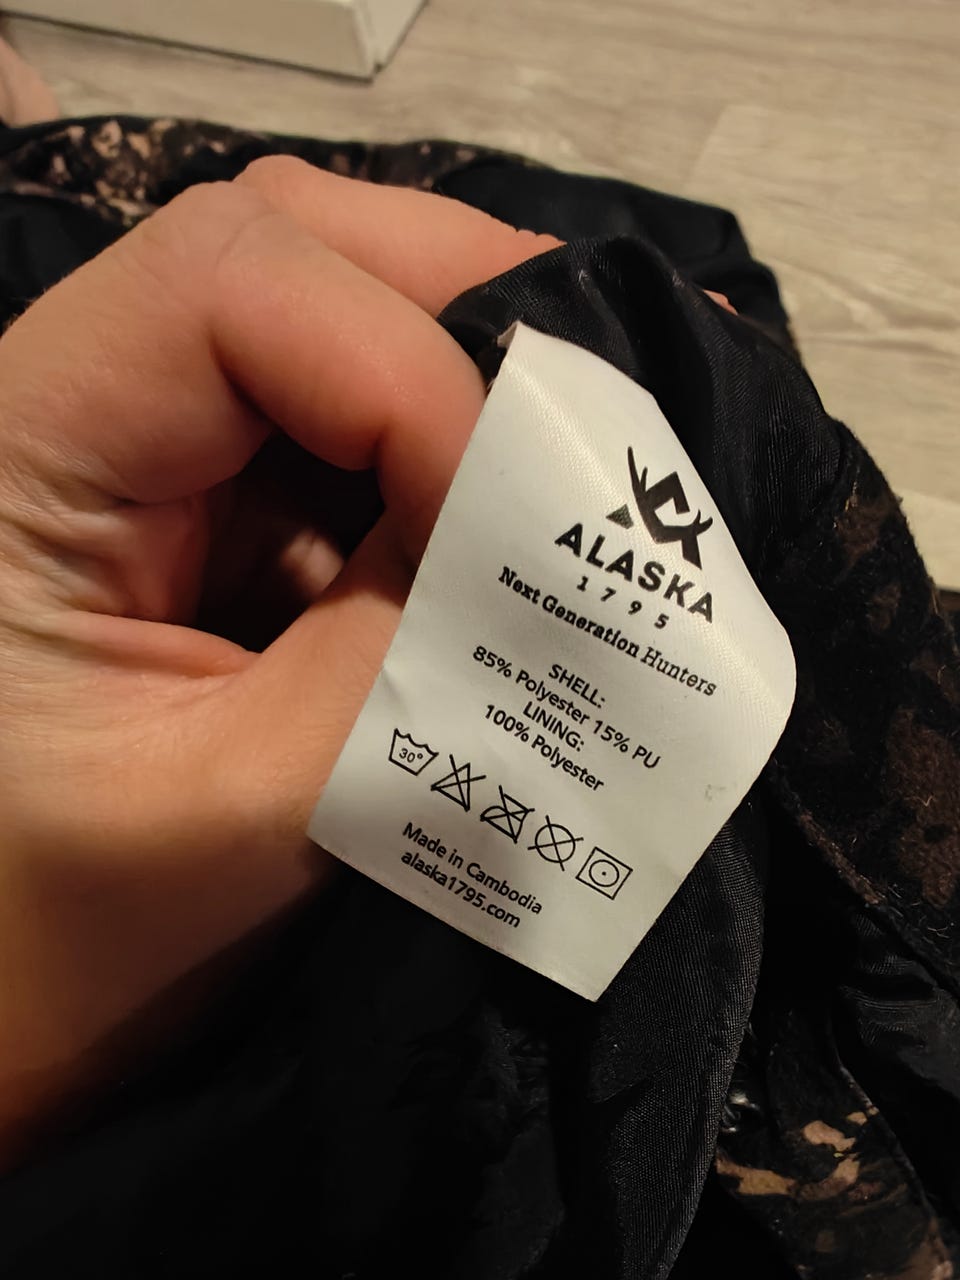 ALASKA
1795
Next Generation Hunters
SHELL:
85% Polyester 15% PU
LINING:
100% Polyester
30°
Made in Cambodia
alaska1795.com